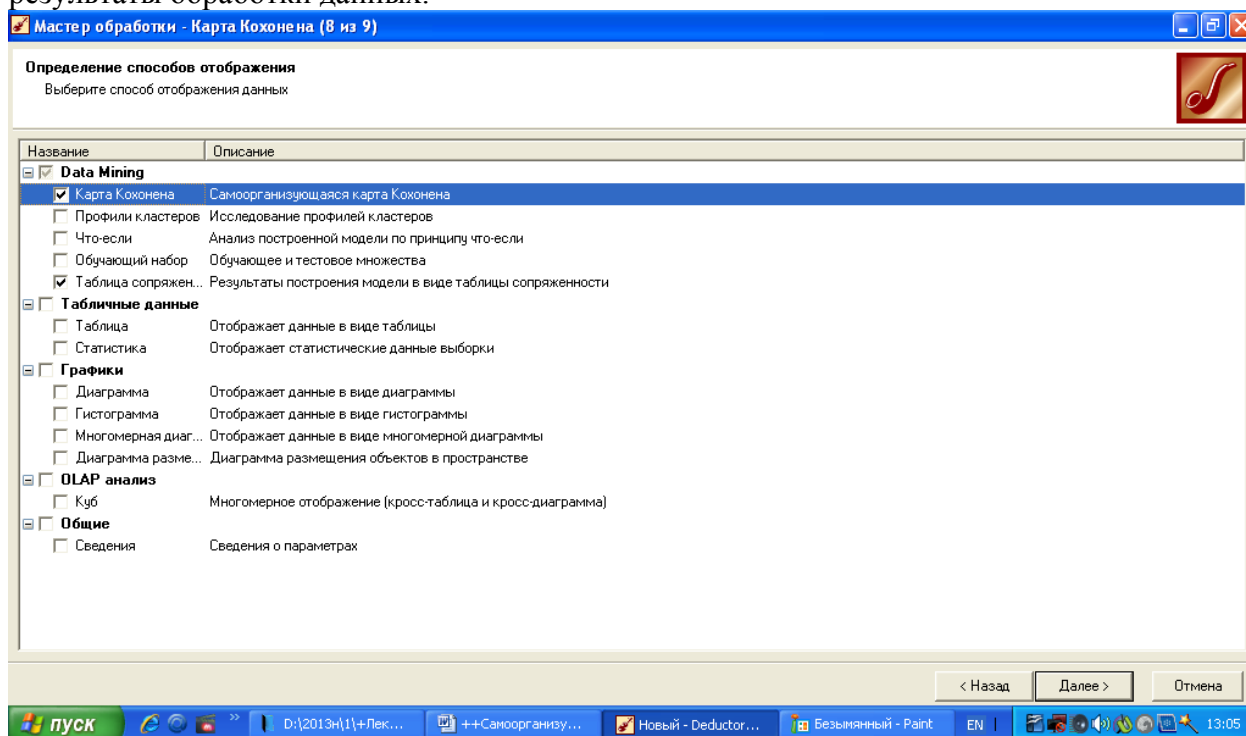 результаты обработки данных.
Мастер обработки - Карта Кохонена (8 из 9)
Определение способов отображения
Выберите способ отображения данных
Название Описание
Data Mining
Карта Кохонена Самоорганизующаяся карта Кохонена
Профили кластеров Исследование профилей кластеров
Что-если Анализ построенной модели по принципу что-если
Обучающий набор Обучающее и тестовое множества
Таблица сопряжен... Результаты построения модели в виде таблицы сопряженности
Табличные данные
Таблица Отображает данные в виде таблицы
Статистика Отображает статистические данные выборки
Графики
Диаграмма Отображает данные в виде диаграммы
Гистограмма Отображает данные в виде гистограммы
Многомерная диаг... Отображает данные в виде многомерной диаграммы
Диаграмма разме... Диаграмма размещения объектов в пространстве
OLAP анализ
Куб Многомерное отображение (кросс-таблица и кросс-диаграмма)
Общие
Сведения Сведения о параметрах
< Назад Далее > Отмена
пуск » D:\2013н\1\+Лек... ++Самоорганизу... Новый - Deductor... Безымянный - Paint EN 13:05